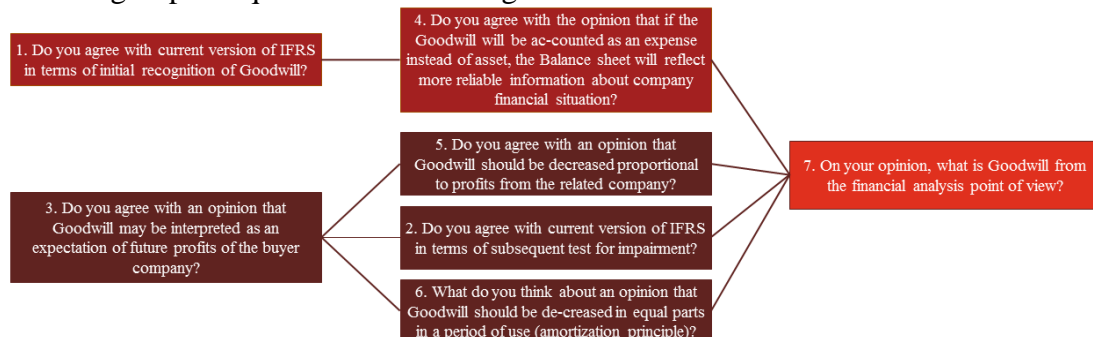 1. Do you agree with current version of IFRS
in terms of initial recognition of Goodwill?
3. Do you agree with an opinion that
Goodwill may be interpreted as an
expectation of future profits of the buyer
company?
4. Do you agree with the opinion that if the
Goodwill will be ac-counted as an expense
instead of asset, the Balance sheet will reflect
more reliable information about company
financial situation?
5. Do you agree with an opinion that
Goodwill should be decreased proportional
to profits from the related company?
2. Do you agree with current version of IFRS
in terms of subsequent test for impairment?
6. What do you think about an opinion that
Goodwill should be de-creased in equal parts
in a period of use (amortization principle)?
7. On your opinion, what is Goodwill from
the financial analysis point of view?